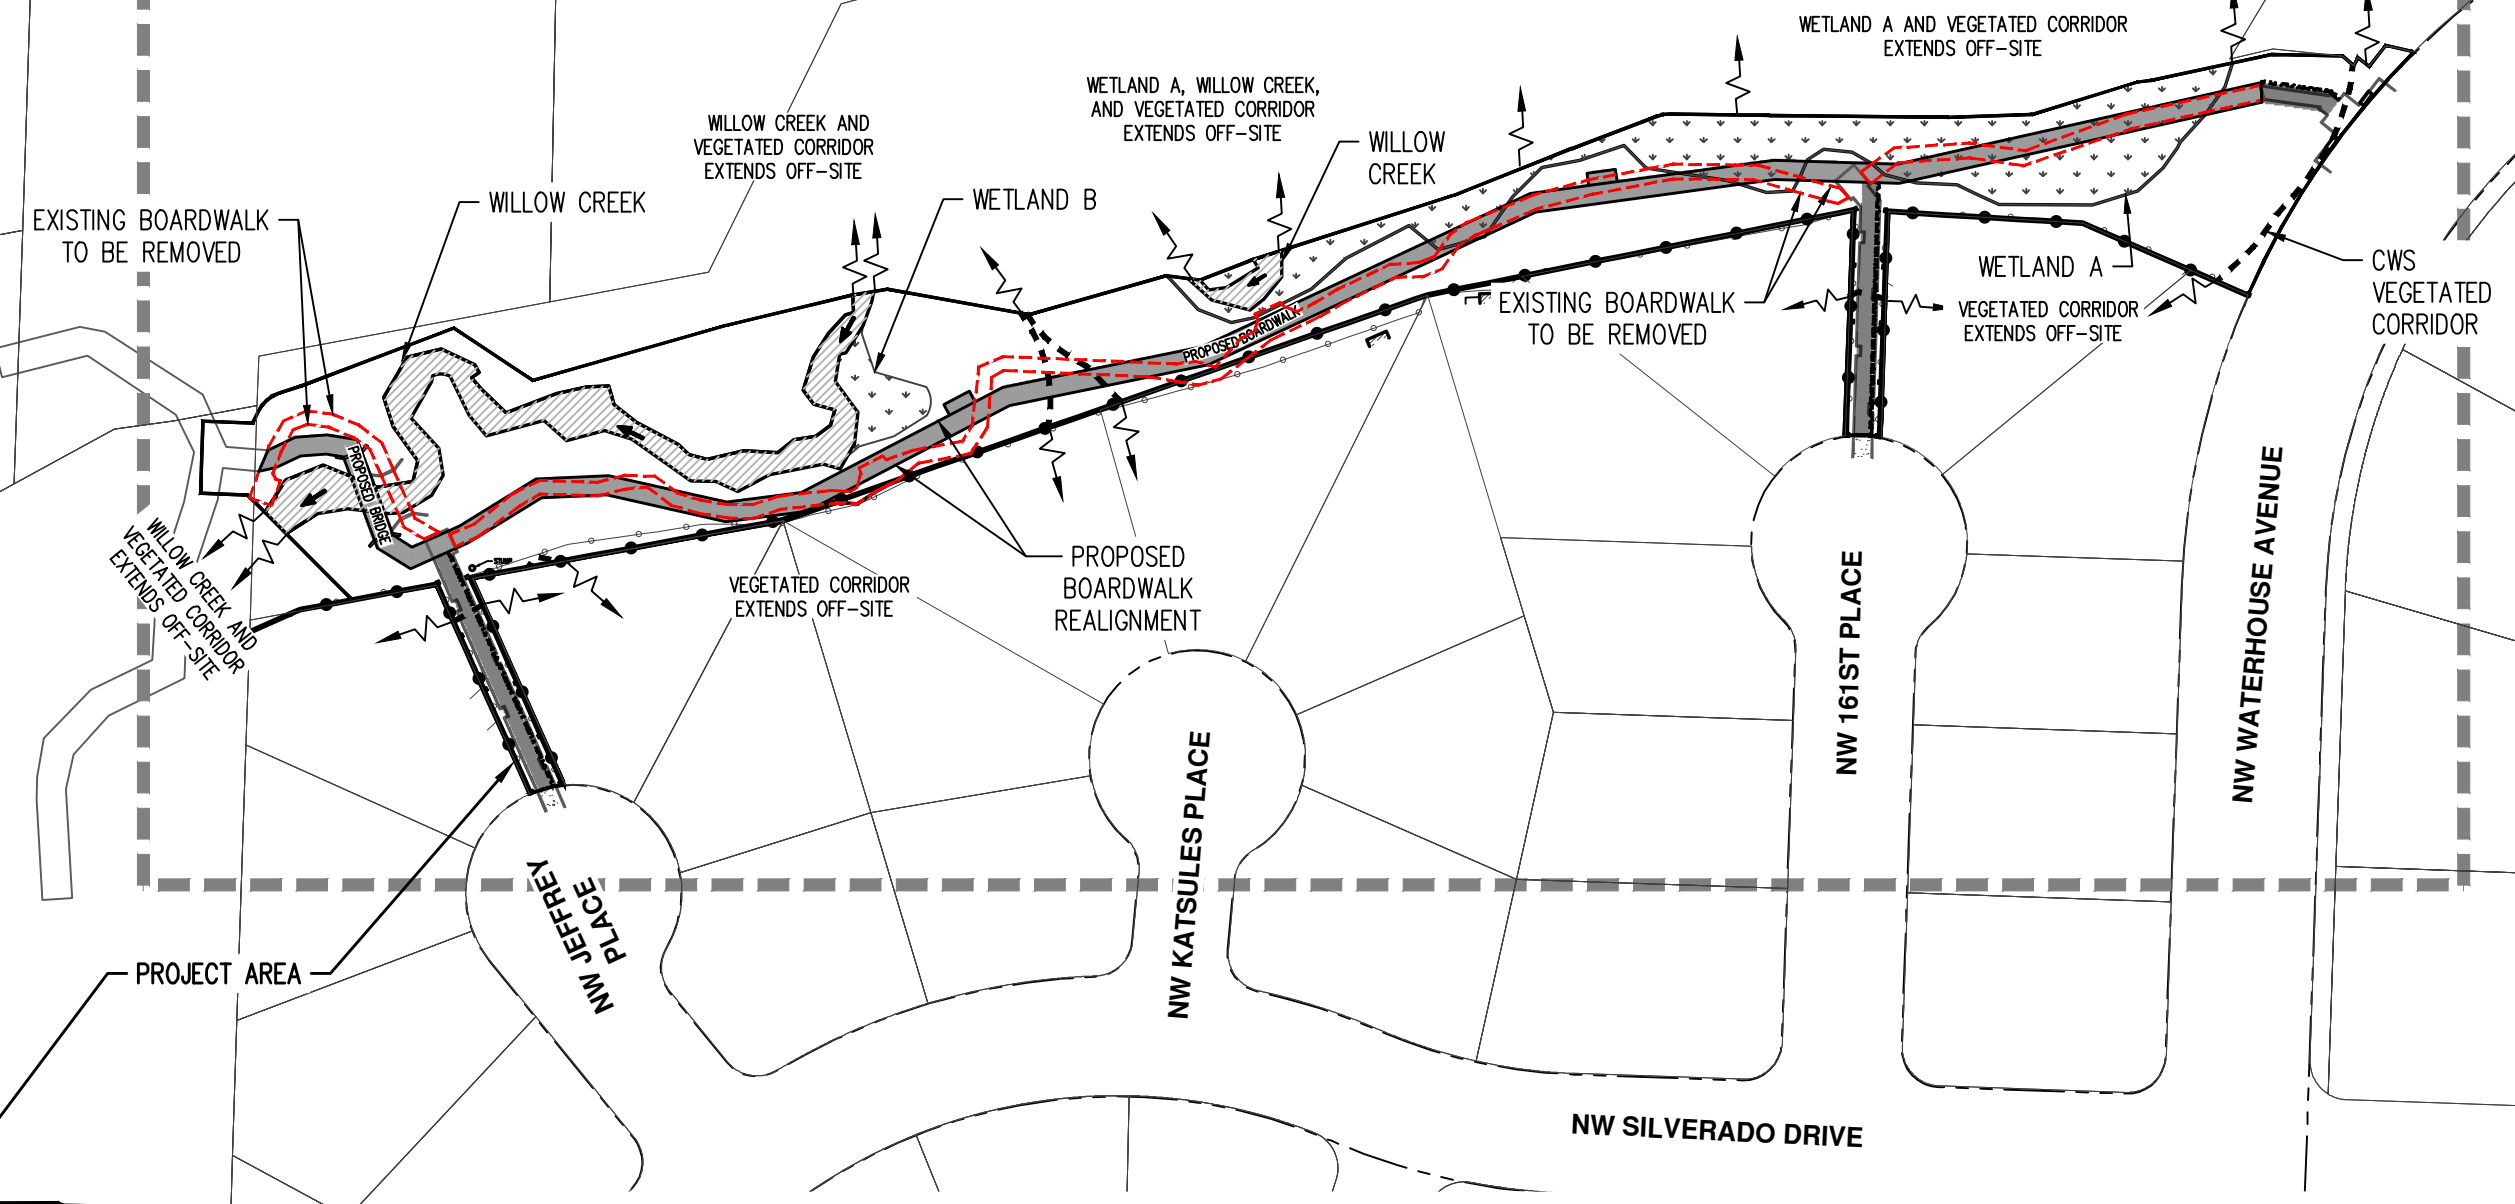 WETLAND A AND VEGETATED CORRIDOR
EXTENDS OFF-SITE
WETLAND A, WILLOW CREEK,
AND VEGETATED CORRIDOR
EXTENDS OFF-SITE
WILLOW CREEK AND
VEGETATED CORRIDOR
EXTENDS OFF-SITE
WILLOW
CREEK
WILLOW CREEK
WETLAND B
EXISTING BOARDWALK
TO BE REMOVED
WETLAND A
CWS
VEGETATED
CORRIDOR
EXISTING BOARDWALK
TO BE REMOVED
VEGETATED CORRIDOR
EXTENDS OFF-SITE
PROPOSED BOARDWALK
PROPOSED BRIDGE
STUMP
WILLOW CREEK AND
VEGETATED CORRIDOR
EXTENDS OFF-SITE
VEGETATED CORRIDOR
EXTENDS OFF-SITE
PROPOSED
BOARDWALK
REALIGNMENT
NW 161ST PLACE
NW WATERHOUSE AVENUE
NW KATSULES PLACE
NW JEFFREY
PLACE
PROJECT AREA
NW SILVERADO DRIVE